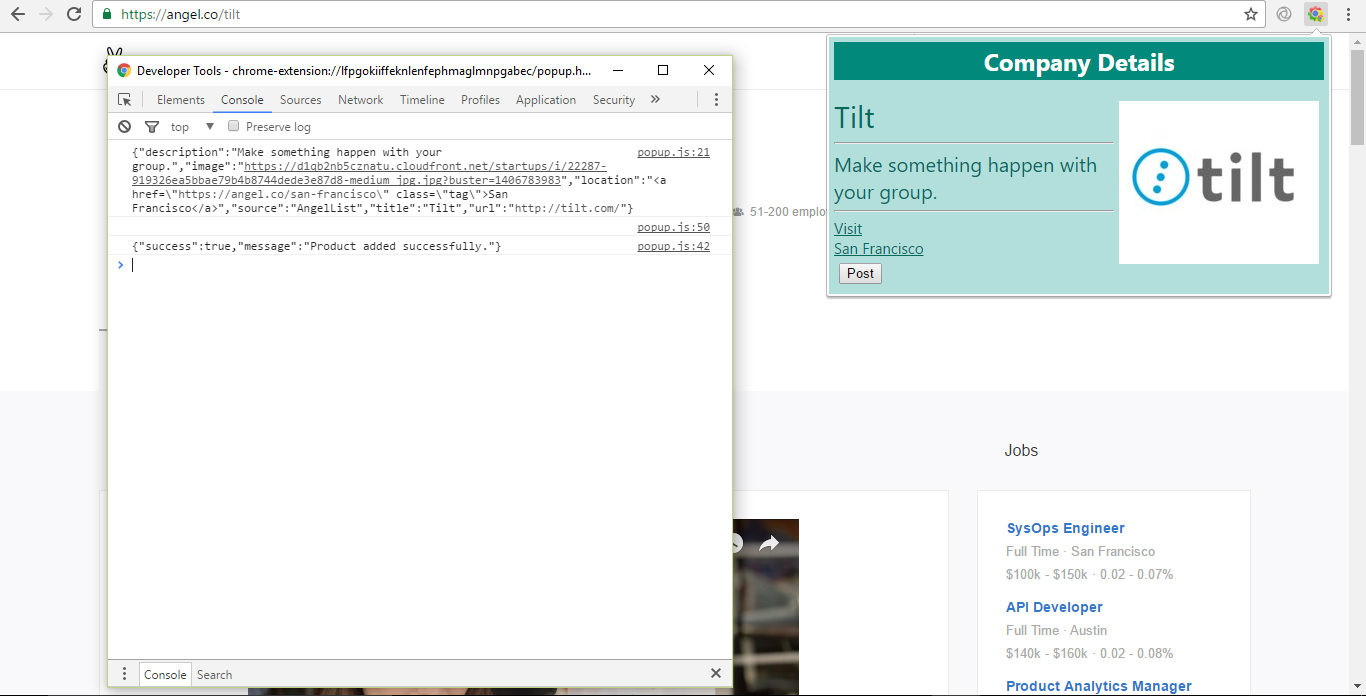 https://angel.co/tilt
Developer Tools - chrome-extension://lfpgokiiffeknlenfephmaglmnpgabec/popup.h...
Elements Console Sources Network Timeline Profiles Application Security »
top Preserve log
{"description":"Make something happen with your popup.js:21
group.","image":"https://d1qb2nb5cznatu.cloudfront.net/startups/i/22287-
919326ea5bbae79b4b8744dede3e87d8-medium_jpg.jpg?buster=1406783983","location":"<a
href=\"https://angel.co/san-francisco\" class=\"tag\">San
Francisco</a>","source":"AngelList","title":"Tilt","url":"http://tilt.com/"}
popup.js:50
{"success":true,"message":"Product added successfully."} popup.js:42
>
Console Search
Company Details
Tilt
Make something happen with
your group.
Visit
San Francisco
Post
tilt
51-200
Jobs
SysOps Engineer
Full Time · San Francisco
$100k - $150k · 0.02 - 0.07%
API Developer
Full Time · Austin
$140k - $160k · 0.02 - 0.08%
Product Analytics Manager